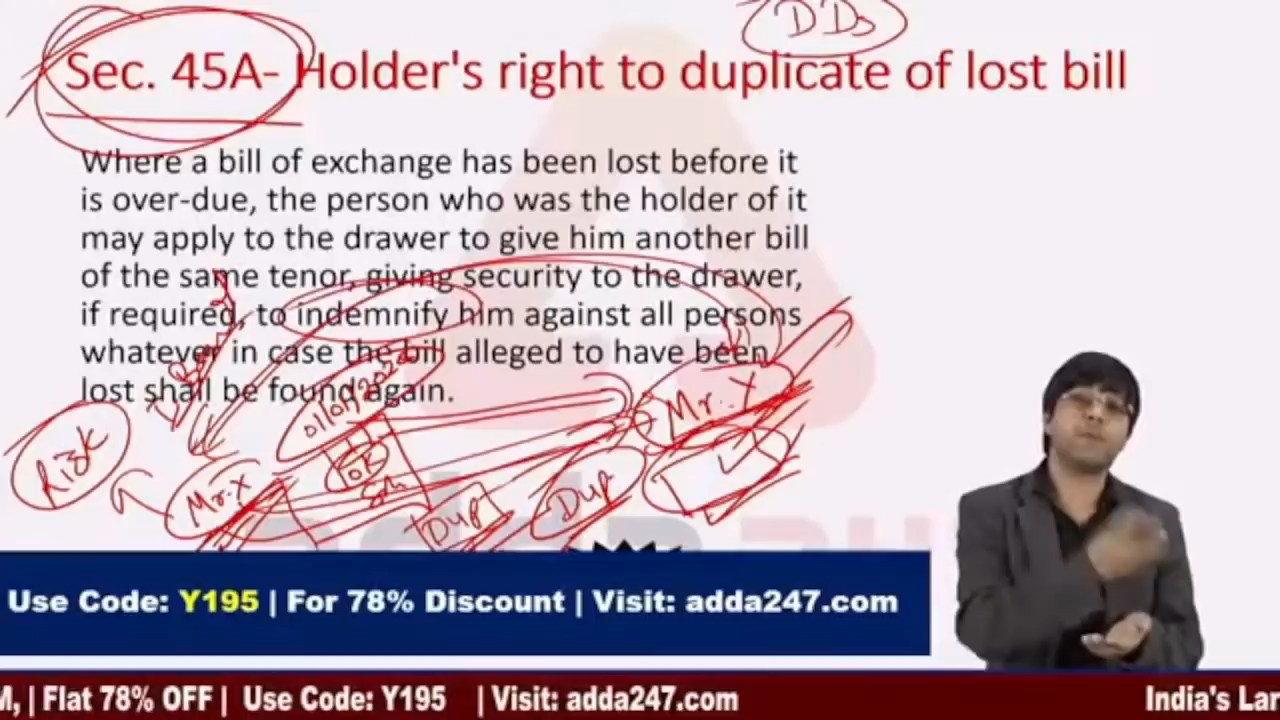 DDs
Sec. 45A- Holder's right to duplicate of lost bill
Where a bill of exchange has been lost before it
is over-due, the person who was the holder of it
may apply to the drawer to give him another bill
of the same tenor, giving security to the drawer,
if required, to indemnify him against all persons
whatever in case the bill alleged to have been
lost shall be found again.
Risk
Mr. X
Dup
Dup
Mr. Y
Use Code: Y195 | For 78% Discount | Visit: adda247.com
M, | Flat 78% OFF | Use Code: Y195 | Visit: adda247.com
India's Lar